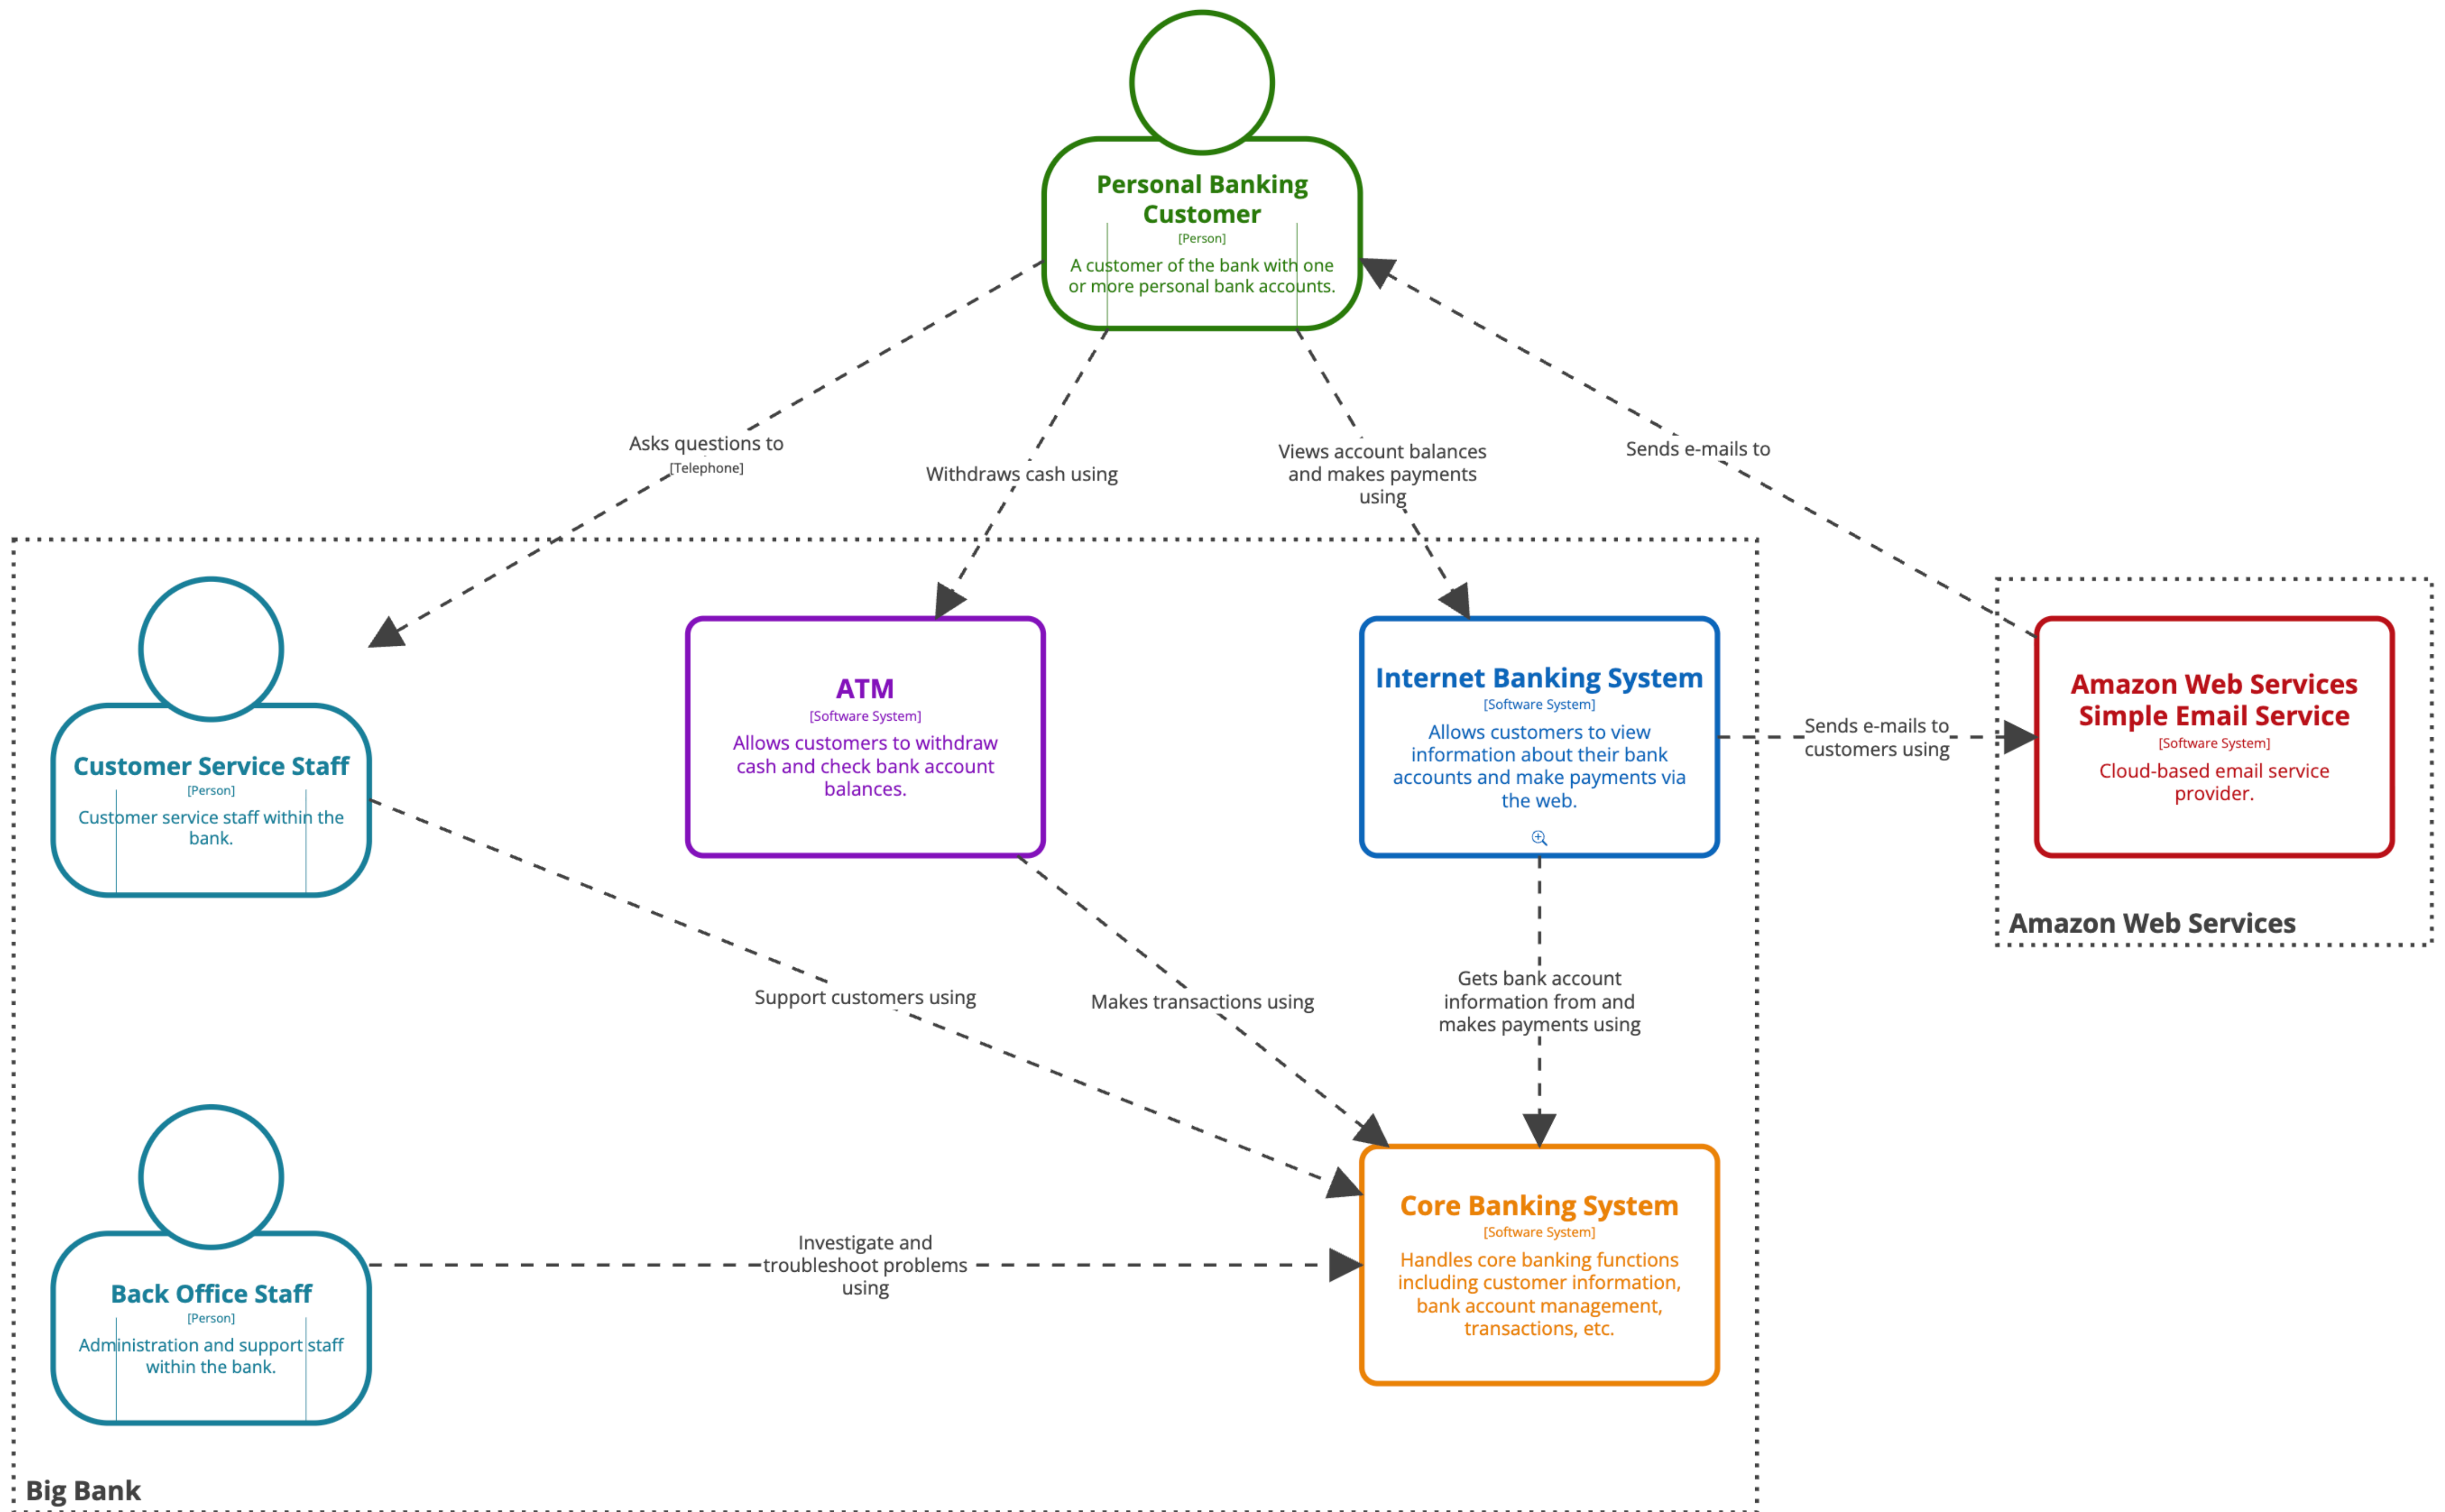 Personal Banking
Customer
[Person]
A customer of the bank with one
or more personal bank accounts.
Asks questions to
[Telephone]
Withdraws cash using
Views account balances
and makes payments
using
Sends e-mails to
Customer Service Staff
[Person]
Customer service staff within the
bank.
ATM
[Software System]
Allows customers to withdraw
cash and check bank account
balances.
Internet Banking System
[Software System]
Allows customers to view
information about their bank
accounts and make payments via
the web.
Sends e-mails to
customers using
Amazon Web Services
Simple Email Service
[Software System]
Cloud-based email service
provider.
Amazon Web Services
Support customers using
Makes transactions using
Gets bank account
information from and
makes payments using
Back Office Staff
[Person]
Administration and support staff
within the bank.
Investigate and
troubleshoot problems
using
Core Banking System
[Software System]
Handles core banking functions
including customer information,
bank account management,
transactions, etc.
Big Bank